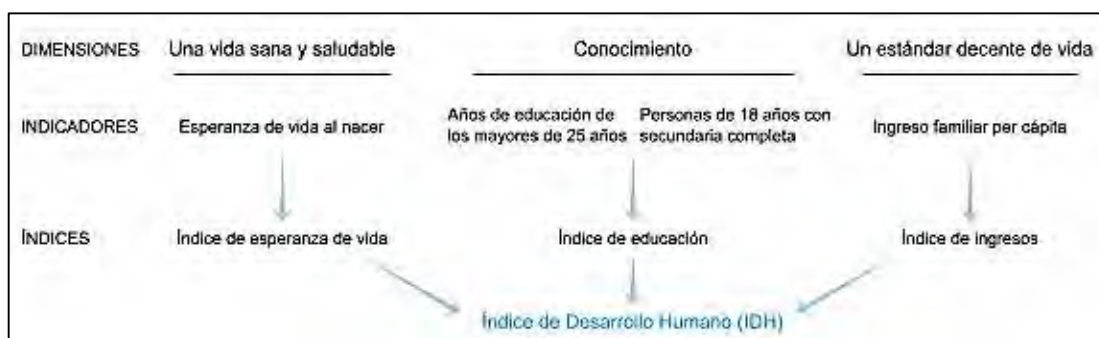 DIMENSIONES Una vida sana y saludable Conocimiento Un estándar decente de vida
INDICADORES Esperanza de vida al nacer Años de educación de los mayores de 25 años Personas de 18 años con secundaria completa Ingreso familiar per cápita
ÍNDICES Índice de esperanza de vida Índice de educación Índice de ingresos
Índice de Desarrollo Humano (IDH)